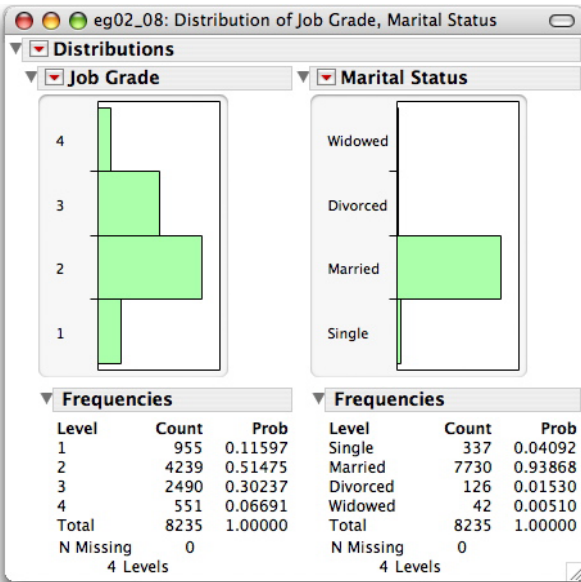 eg02_08: Distribution of Job Grade, Marital Status
Distributions
Job Grade
4
3
2
1
Frequencies
Level Count Prob
1 955 0.11597
2 4239 0.51475
3 2490 0.30237
4 551 0.06691
Total 8235 1.00000
N Missing 0
4 Levels
Marital Status
Widowed
Divorced
Married
Single
Frequencies
Level Count Prob
Single 337 0.04092
Married 7730 0.93868
Divorced 126 0.01530
Widowed 42 0.00510
Total 8235 1.00000
N Missing 0
4 Levels